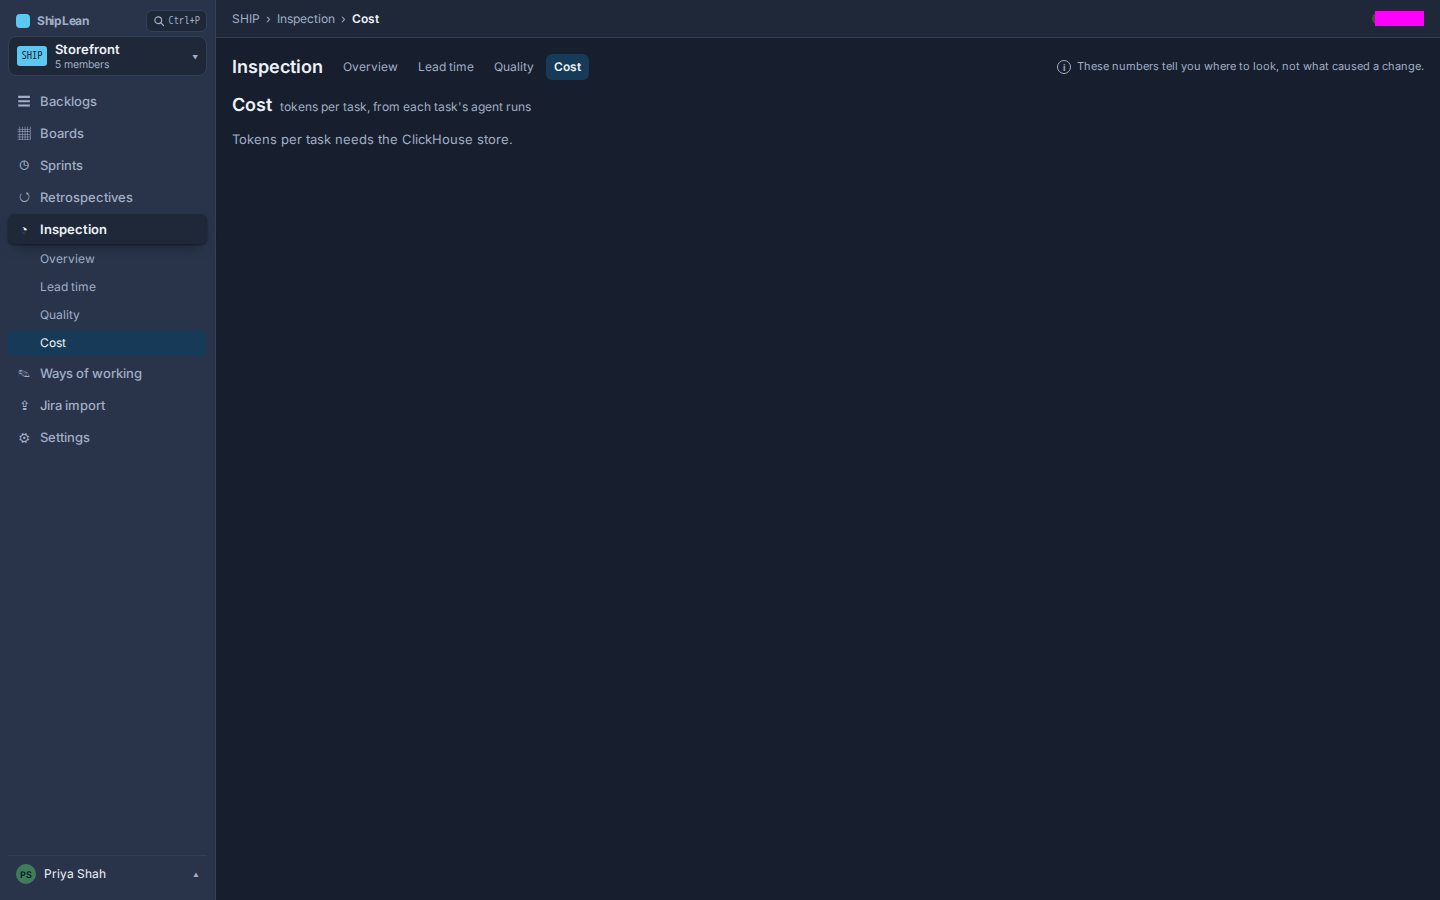 ShipLean
Ctrl+P
SHIP
Storefront
5 members
Backlogs
Boards
Sprints
Retrospectives
Inspection
Overview
Lead time
Quality
Cost
Ways of working
Jira import
Settings
PS
Priya Shah
SHIP › Inspection › Cost
Inspection
Overview
Lead time
Quality
Cost
These numbers tell you where to look, not what caused a change.
Cost tokens per task, from each task's agent runs
Tokens per task needs the ClickHouse store.